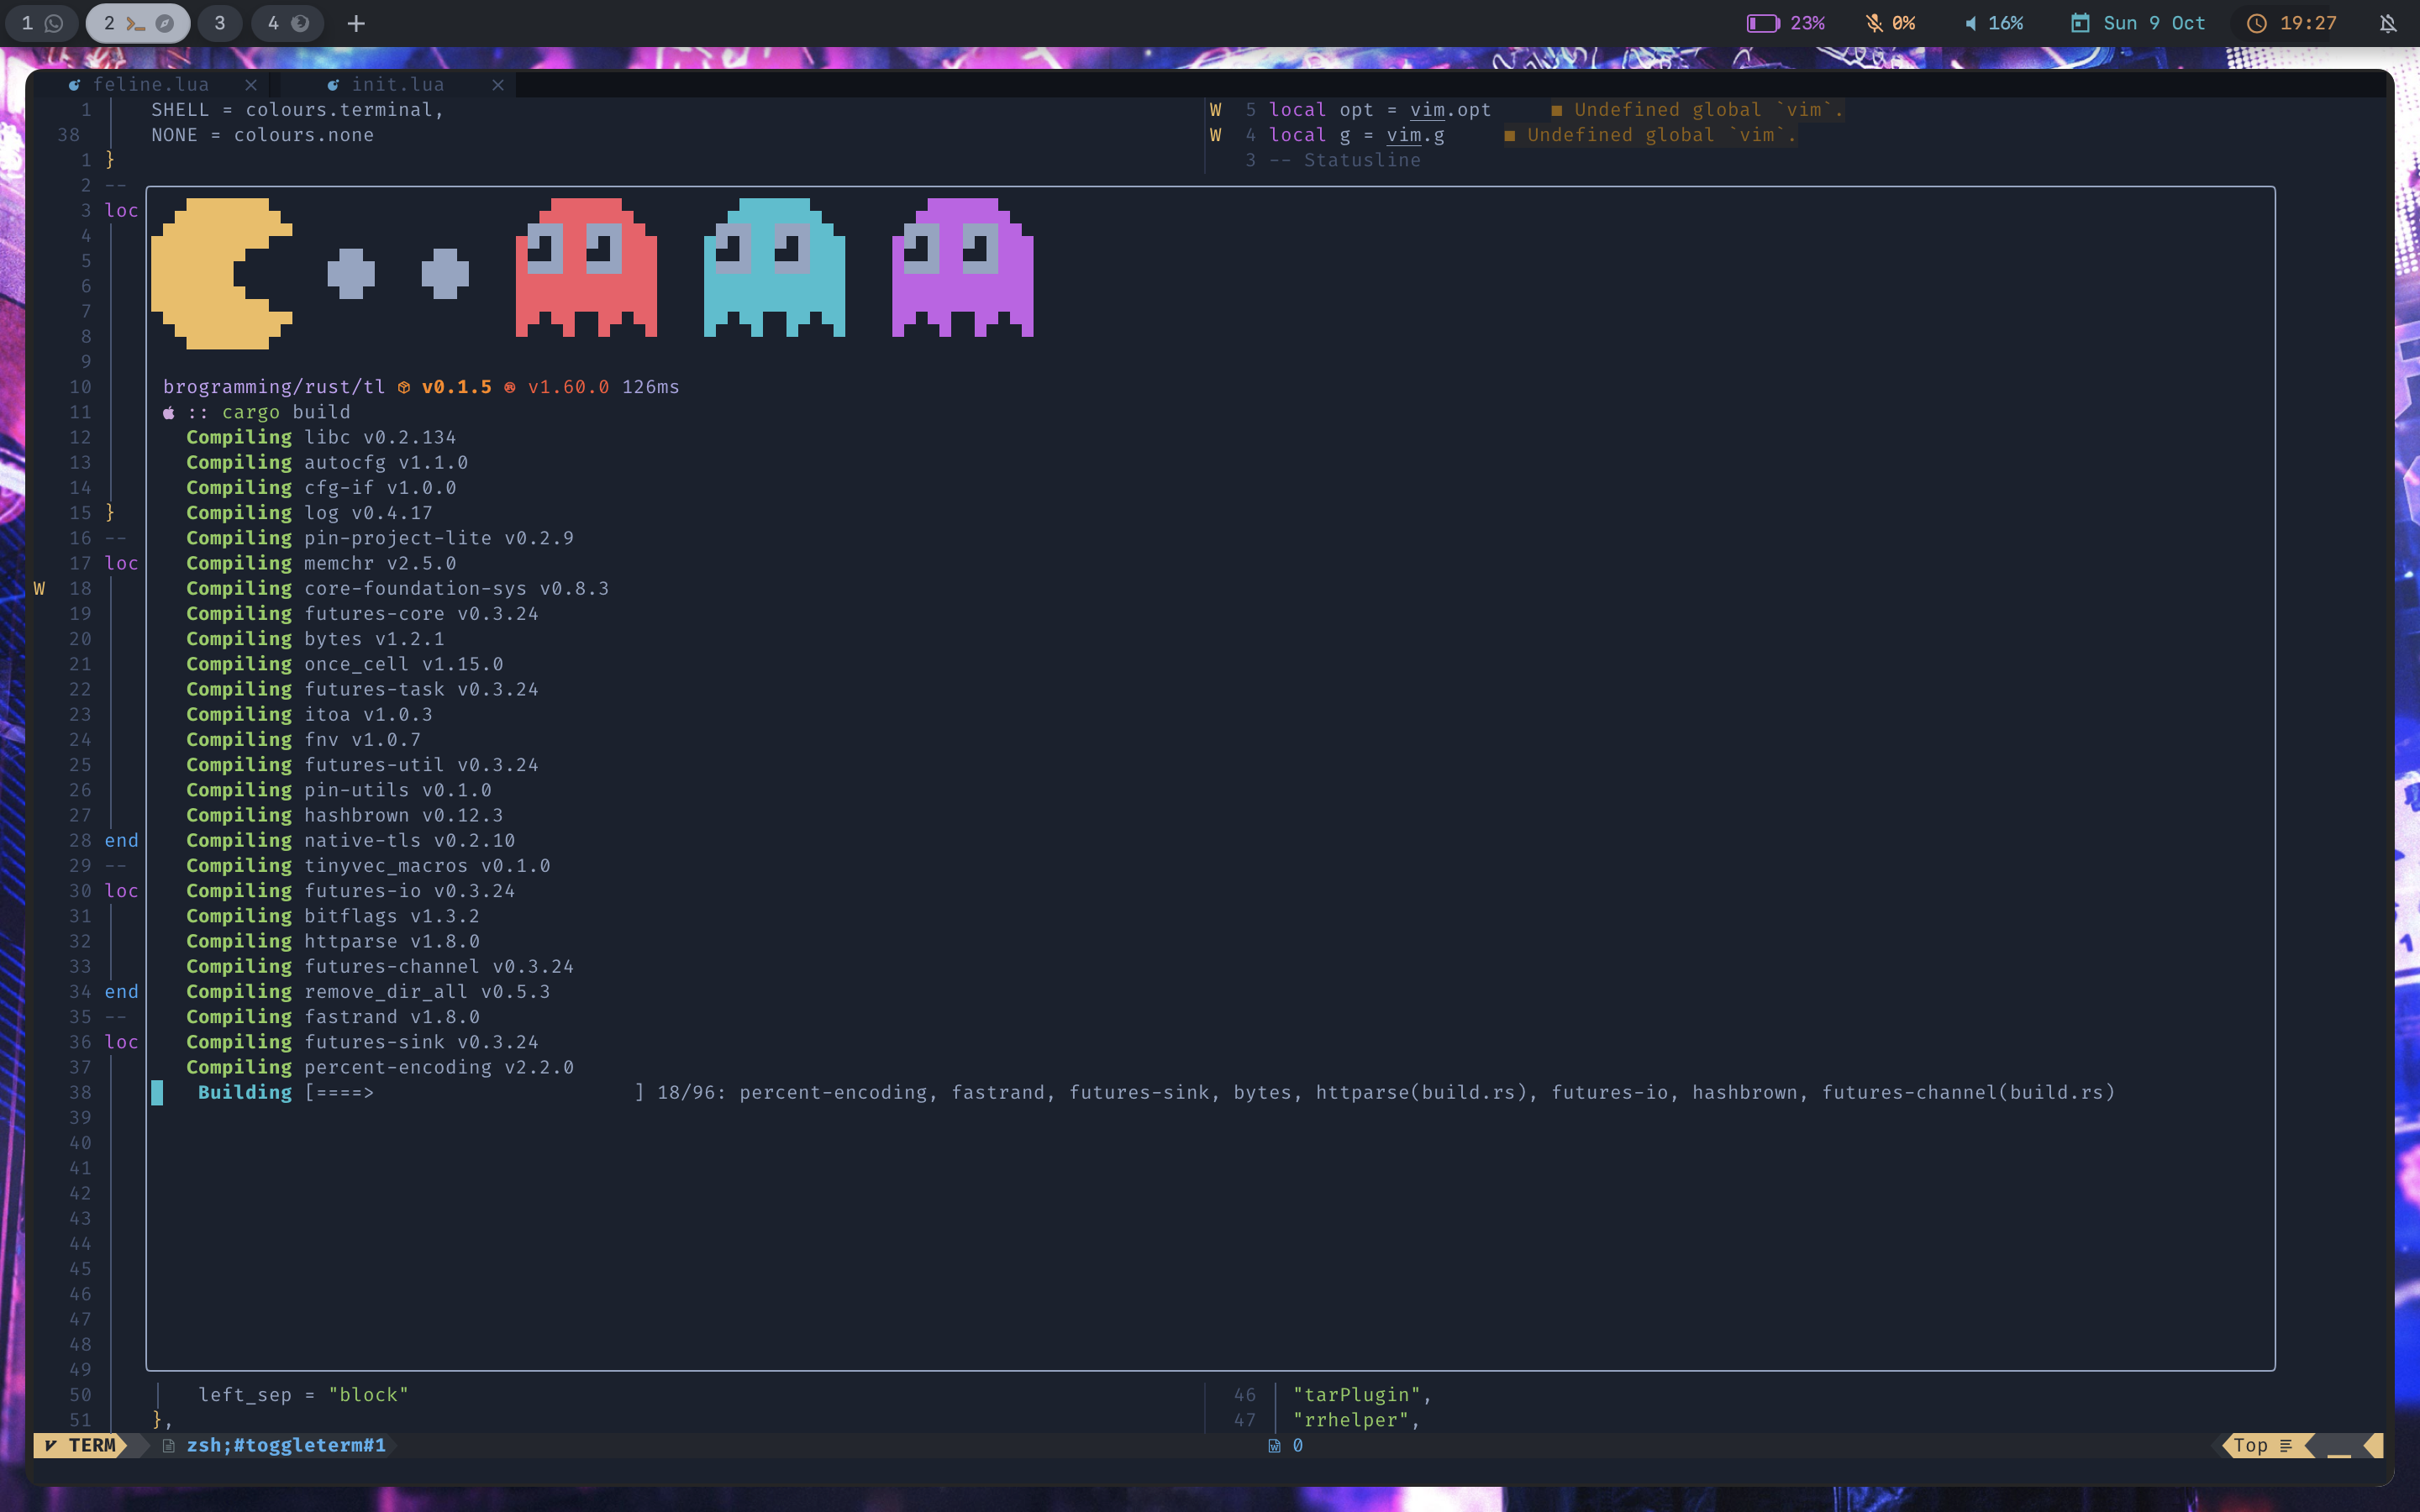 1 2 3 4 + 23% 0% 16% Sun 9 Oct 19:27
feline.lua × init.lua ×
1 SHELL = colours.terminal, W 5 local opt = vim.opt ■ Undefined global `vim`.
38 NONE = colours.none W 4 local g = vim.g ■ Undefined global `vim`.
1 } 3 -- Statusline
2 --
3 loc
4
5
6
7
8
9
10 brogramming/rust/tl v0.1.5 v1.60.0 126ms
11 :: cargo build
12 Compiling libc v0.2.134
13 Compiling autocfg v1.1.0
14 Compiling cfg-if v1.0.0
15 } Compiling log v0.4.17
16 -- Compiling pin-project-lite v0.2.9
17 loc Compiling memchr v2.5.0
W 18 Compiling core-foundation-sys v0.8.3
19 Compiling futures-core v0.3.24
20 Compiling bytes v1.2.1
21 Compiling once_cell v1.15.0
22 Compiling futures-task v0.3.24
23 Compiling itoa v1.0.3
24 Compiling fnv v1.0.7
25 Compiling futures-util v0.3.24
26 Compiling pin-utils v0.1.0
27 Compiling hashbrown v0.12.3
28 end Compiling native-tls v0.2.10
29 -- Compiling tinyvec_macros v0.1.0
30 loc Compiling futures-io v0.3.24
31 Compiling bitflags v1.3.2
32 Compiling httparse v1.8.0
33 Compiling futures-channel v0.3.24
34 end Compiling remove_dir_all v0.5.3
35 -- Compiling fastrand v1.8.0
36 loc Compiling futures-sink v0.3.24
37 Compiling percent-encoding v2.2.0
38 Building [====> ] 18/96: percent-encoding, fastrand, futures-sink, bytes, httparse(build.rs), futures-io, hashbrown, futures-channel(build.rs)
39
40
41
42
43
44
45
46
47
48
49
50 left_sep = "block" 46 "tarPlugin",
51 }, 47 "rrhelper",
TERM zsh;#toggleterm#1 0 Top